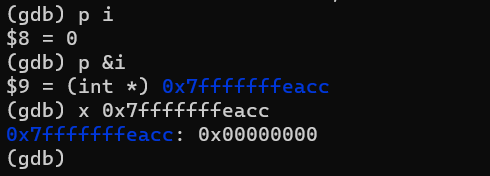 (gdb) p i
$8 = 0
(gdb) p &i
$9 = (int *) 0x7fffffffeacc
(gdb) x 0x7fffffffeacc
0x7fffffffeacc: 0x00000000
(gdb)